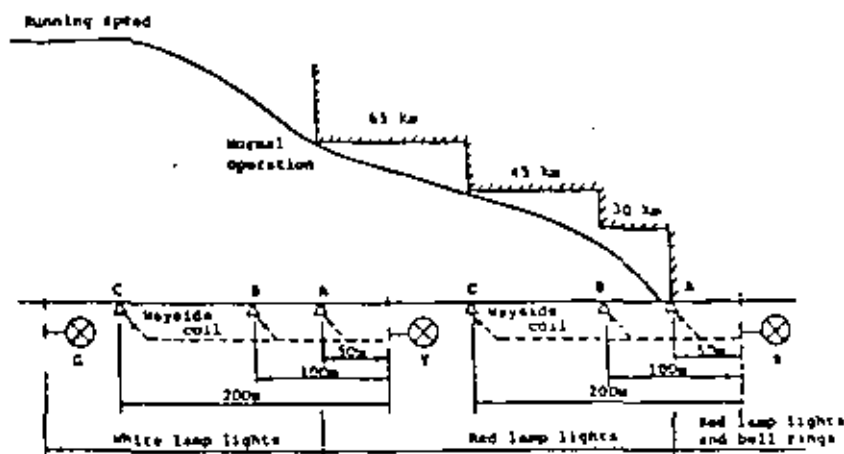 Running speed
65 km
Normal
Operation
45 km
30 km
C B A C B A
Wayside
coil
Wayside
coil
G
50m
Y
50m
R
100m
100m
200m
200m
White lamp lights
Red lamp lights
Red lamp lights
and bell rings